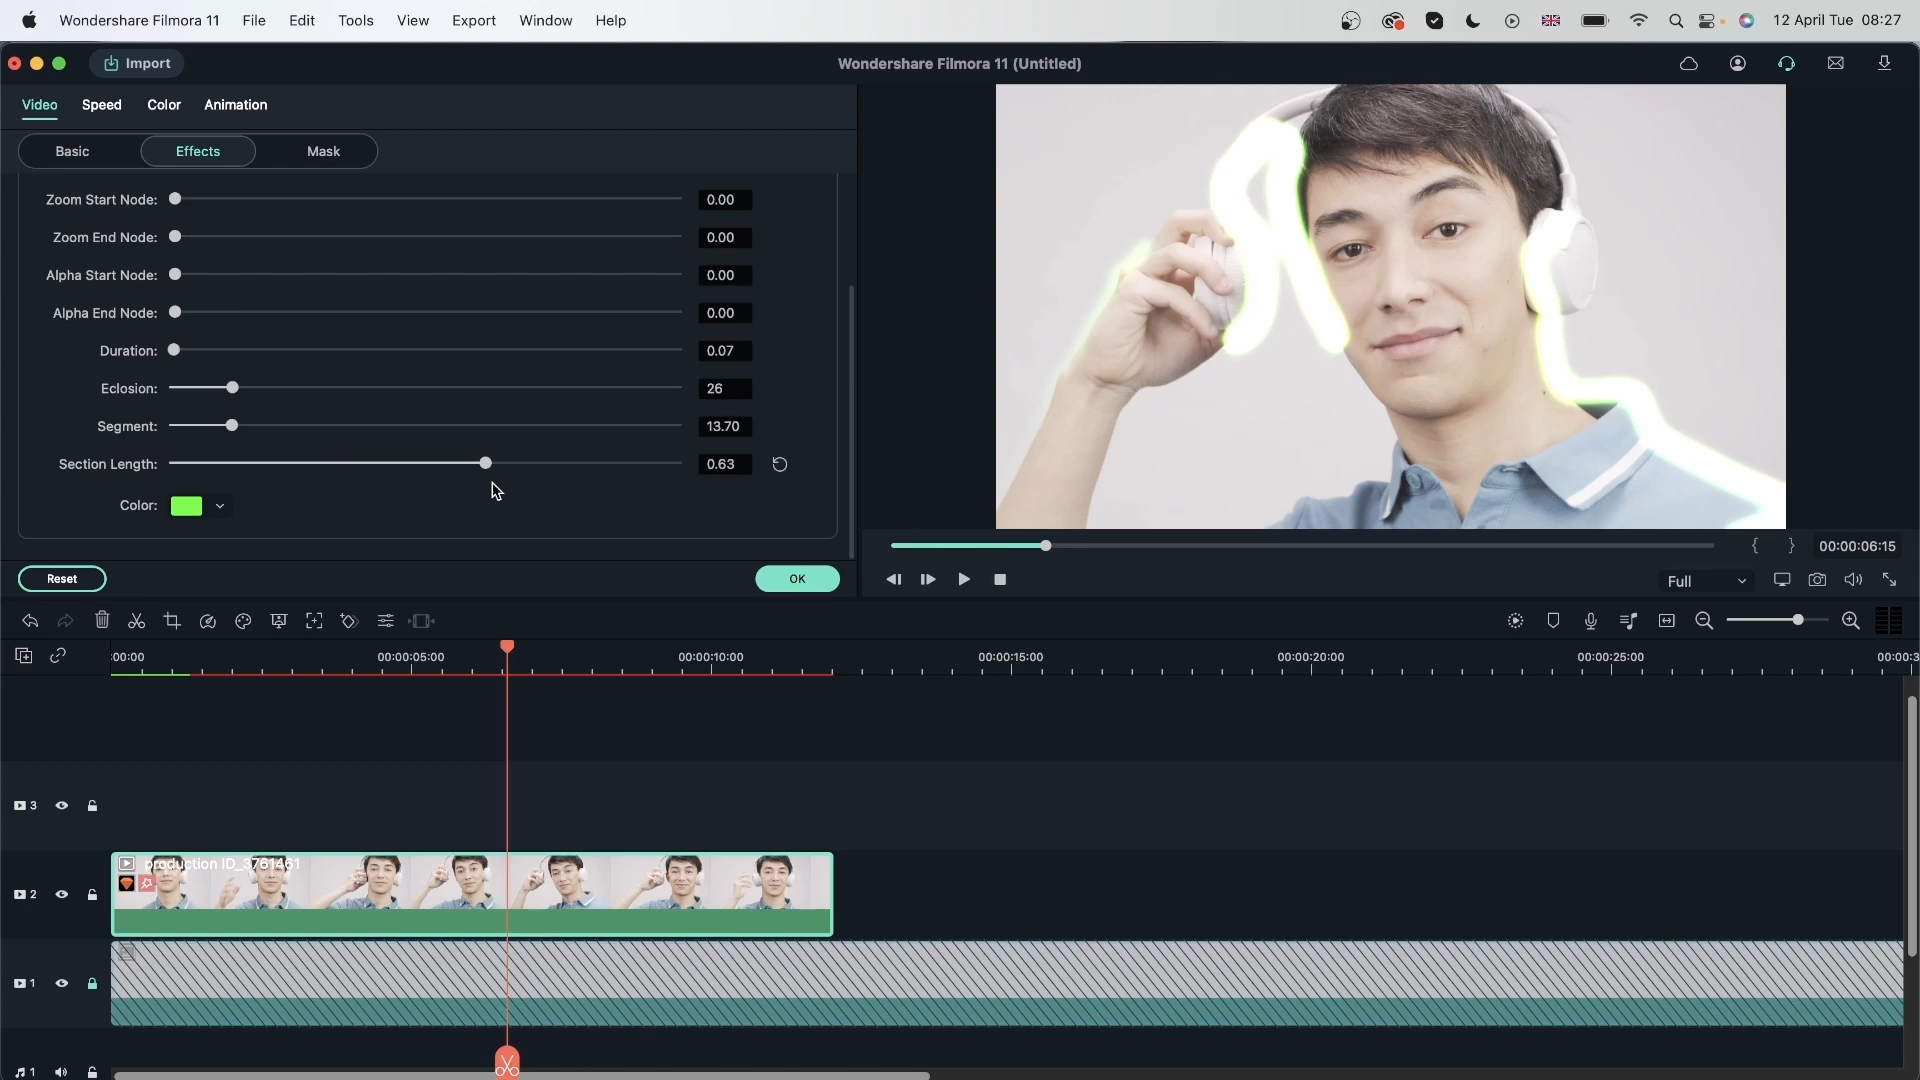 Wondershare Filmora 11 File Edit Tools View Export Window Help 12 April Tue 08:27
Import Wondershare Filmora 11 (Untitled)
Video Speed Color Animation
Basic Effects Mask
Zoom Start Node: 0.00
Zoom End Node: 0.00
Alpha Start Node: 0.00
Alpha End Node: 0.00
Duration: 0.07
Eclosion: 26
Segment: 13.70
Section Length: 0.63
Color:
00:00:06:15
Reset OK
Full
:00:00 00:00:05:00 00:00:10:00 00:00:15:00 00:00:20:00 00:00:25:00 00:00:3
3
production ID_3761461
2
1
1